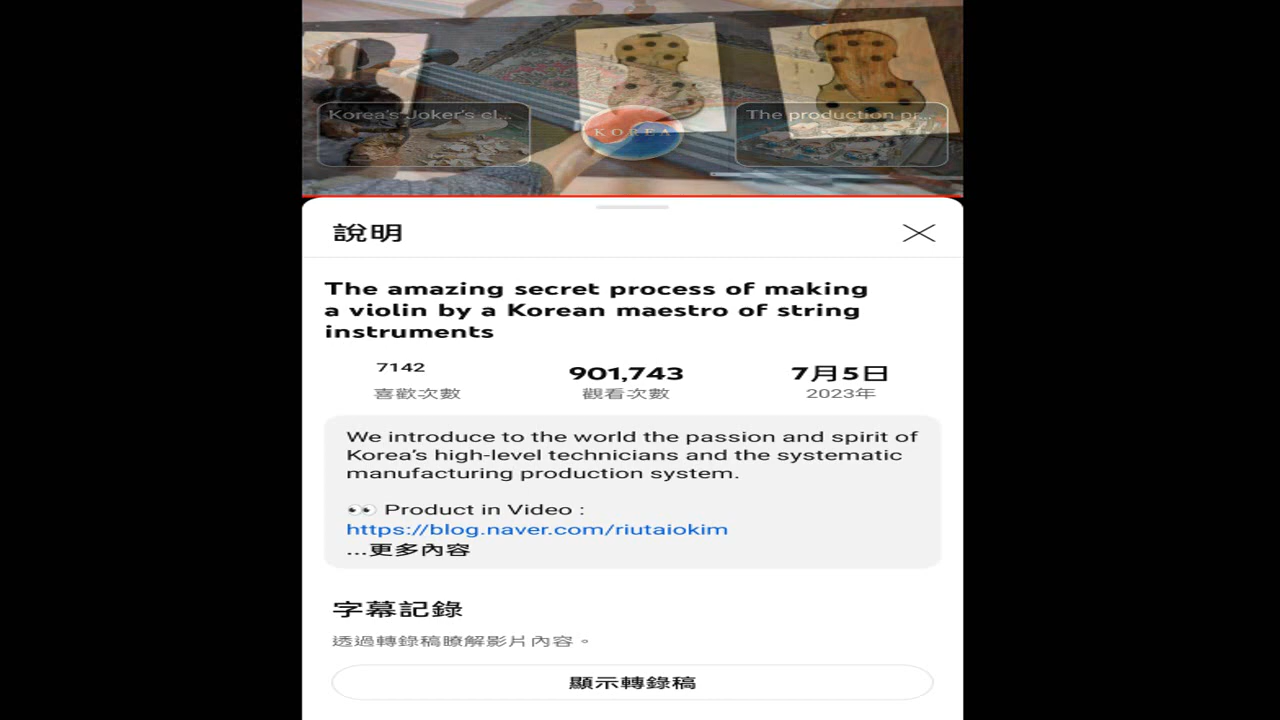 Korea's Joker's cl...
KOREA
The production pr...
說明
The amazing secret process of making
a violin by a Korean maestro of string
instruments
7142
901,743
7月5日
喜歡次數
觀看次數
2023年
We introduce to the world the passion and spirit of
Korea's high-level technicians and the systematic
manufacturing production system.
👀 Product in Video :
https://blog.naver.com/riutaiokim
...更多內容
字幕記錄
透過轉錄稿瞭解影片內容。
顯示轉錄稿